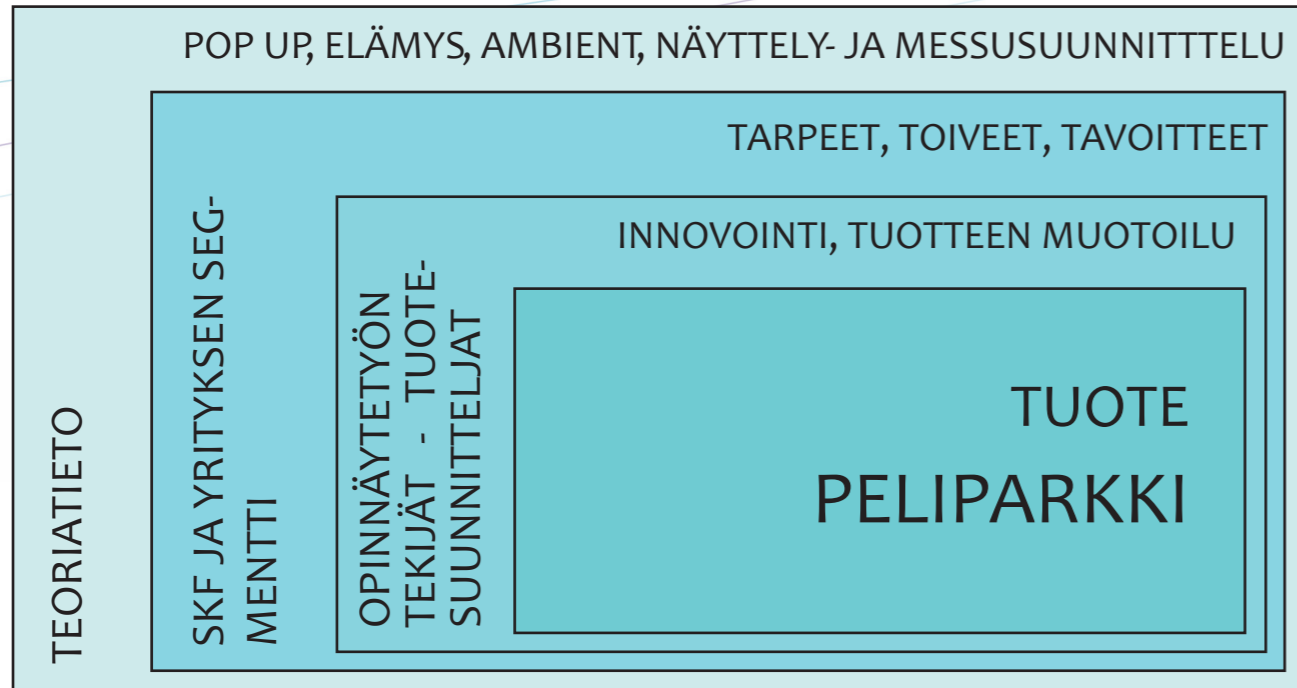 POP UP, ELÄMYS, AMBIENT, NÄYTTELY- JA MESSUSUUNNITTTELU
TARPEET, TOIVEET, TAVOITTEET
INNOVOINTI, TUOTTEEN MUOTOILU
TEORIATIETO
SKF JA YRITYKSEN SEG-
MENTTI
OPINNÄYTETYÖN
TEKIJÄT - TUOTE-
SUUNNITTELJAT
TUOTE
PELIPARKKI